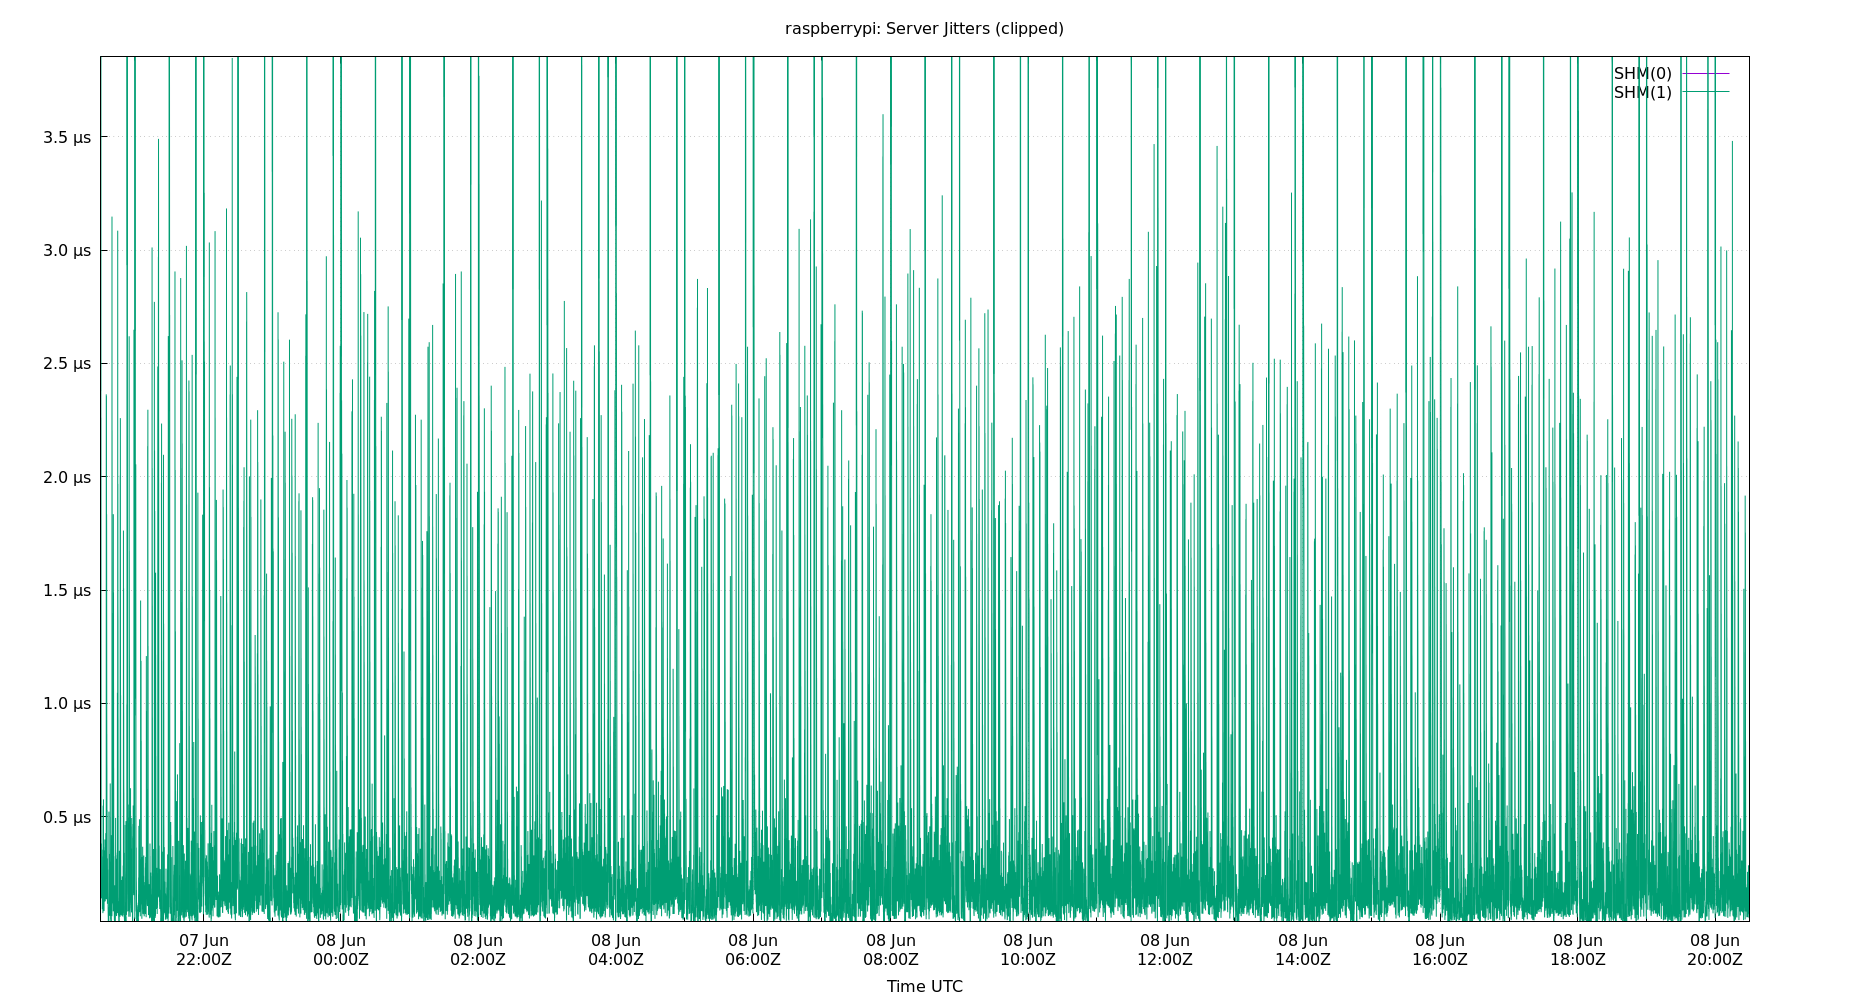 raspberrypi: Server Jitters (clipped)
SHM(0)
SHM(1)
3.5 µs
3.0 µs
2.5 µs
2.0 µs
1.5 µs
1.0 µs
0.5 µs
07 Jun 08 Jun 08 Jun 08 Jun 08 Jun 08 Jun 08 Jun 08 Jun 08 Jun 08 Jun 08 Jun 08 Jun
22:00Z 00:00Z 02:00Z 04:00Z 06:00Z 08:00Z 10:00Z 12:00Z 14:00Z 16:00Z 18:00Z 20:00Z
Time UTC